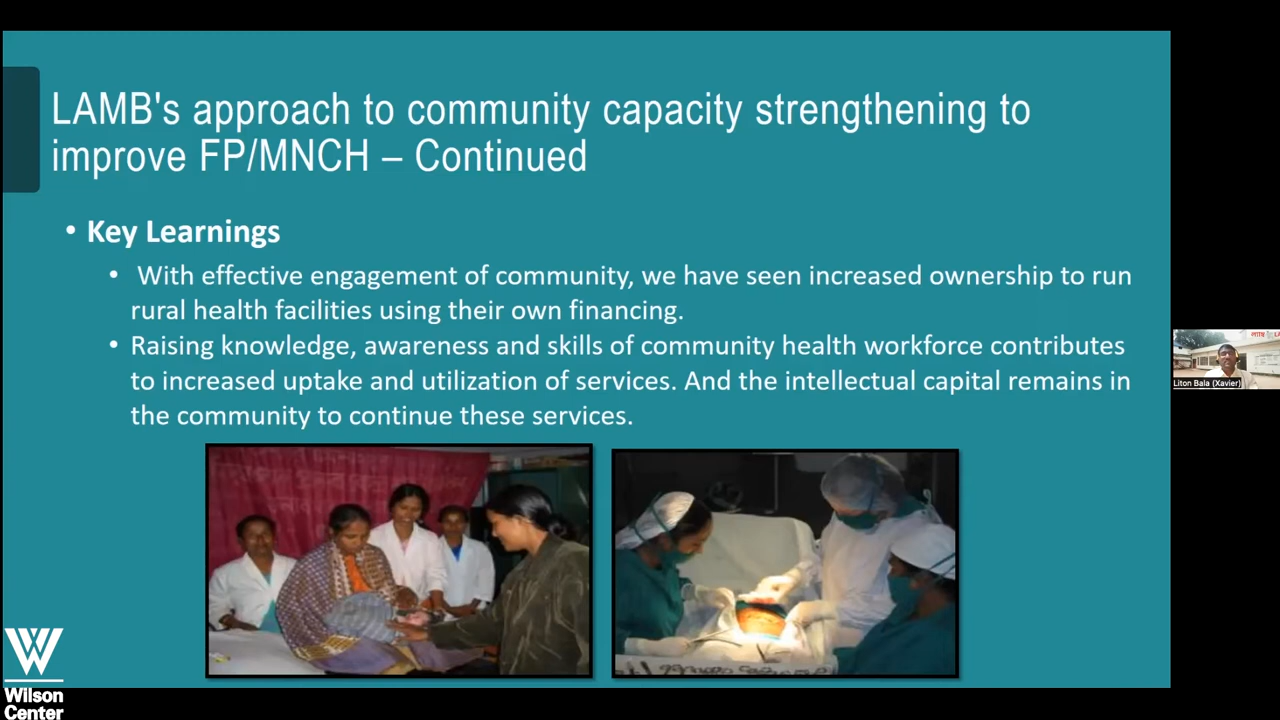 LAMB's approach to community capacity strengthening to
improve FP/MNCH – Continued
• Key Learnings
• With effective engagement of community, we have seen increased ownership to run
rural health facilities using their own financing.
• Raising knowledge, awareness and skills of community health workforce contributes
to increased uptake and utilization of services. And the intellectual capital remains in
the community to continue these services.
Liton Bala (Xavier)
Wilson
Center